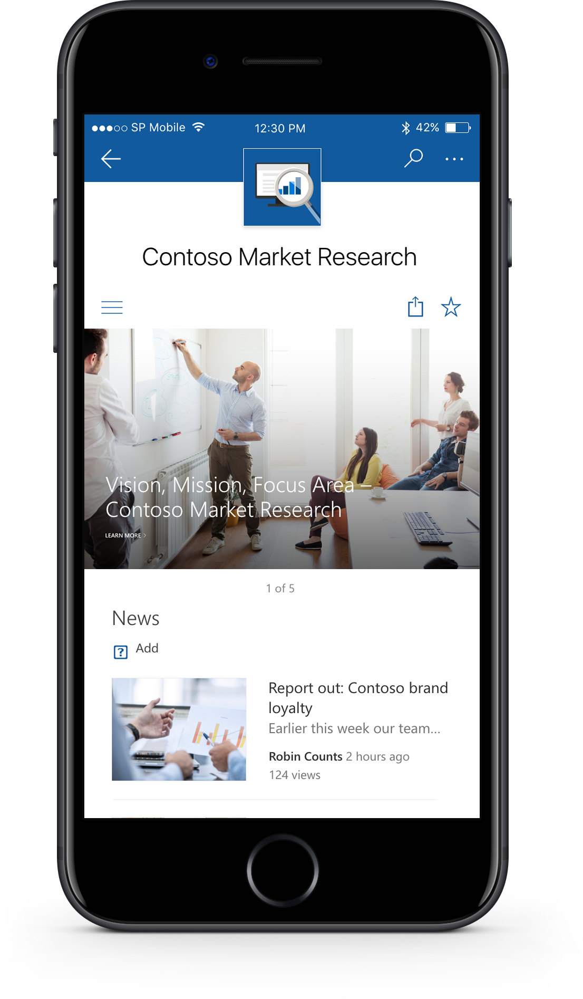 SP Mobile
12:30 PM
42%
Contoso Market Research
Vision, Mission, Focus Area –
Contoso Market Research
LEARN MORE
1 of 5
News
? Add
Report out: Contoso brand
loyalty
Earlier this week our team...
Robin Counts 2 hours ago
124 views